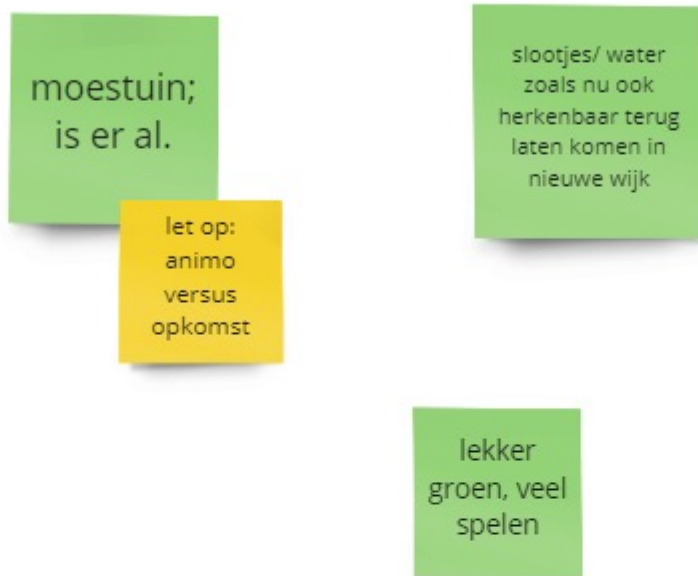 moestuin;
is er al.
let op:
animo
versus
opkomst
slootjes/ water
zoals nu ook
herkenbaar terug
laten komen in
nieuwe wijk
lekker
groen, veel
spelen